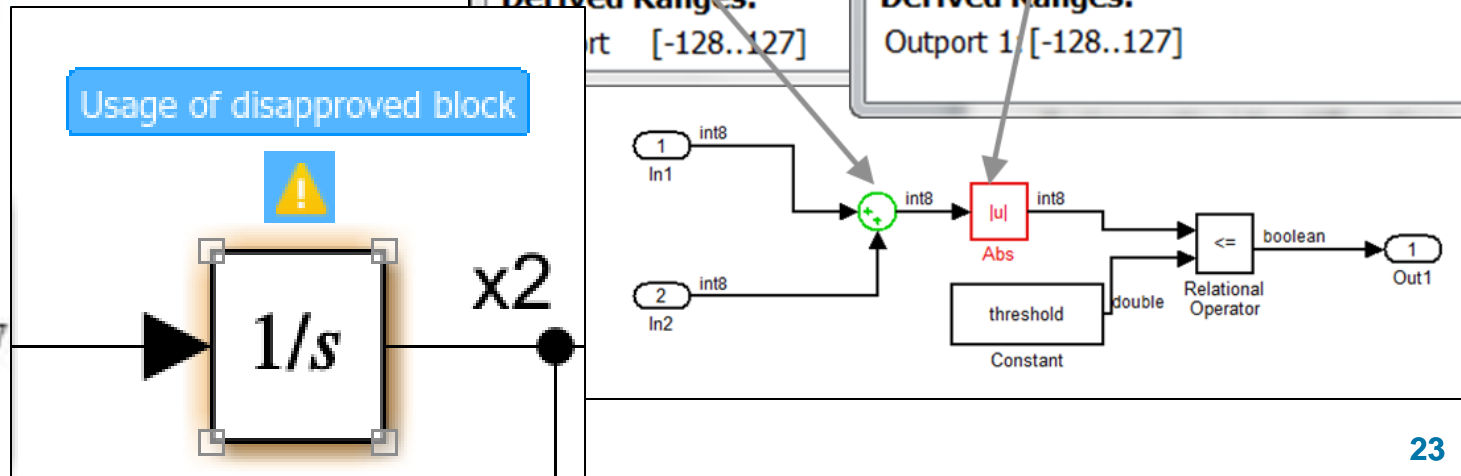 Derived Ranges:
rt [-128..127]
Derived Ranges:
Outport 1: [-128..127]
Usage of disapproved block
1/s
x2
1
In1
int8
2
In2
int8
int8
|u|
Abs
int8
threshold
Constant
double
<=
Relational
Operator
boolean
1
Out1
23